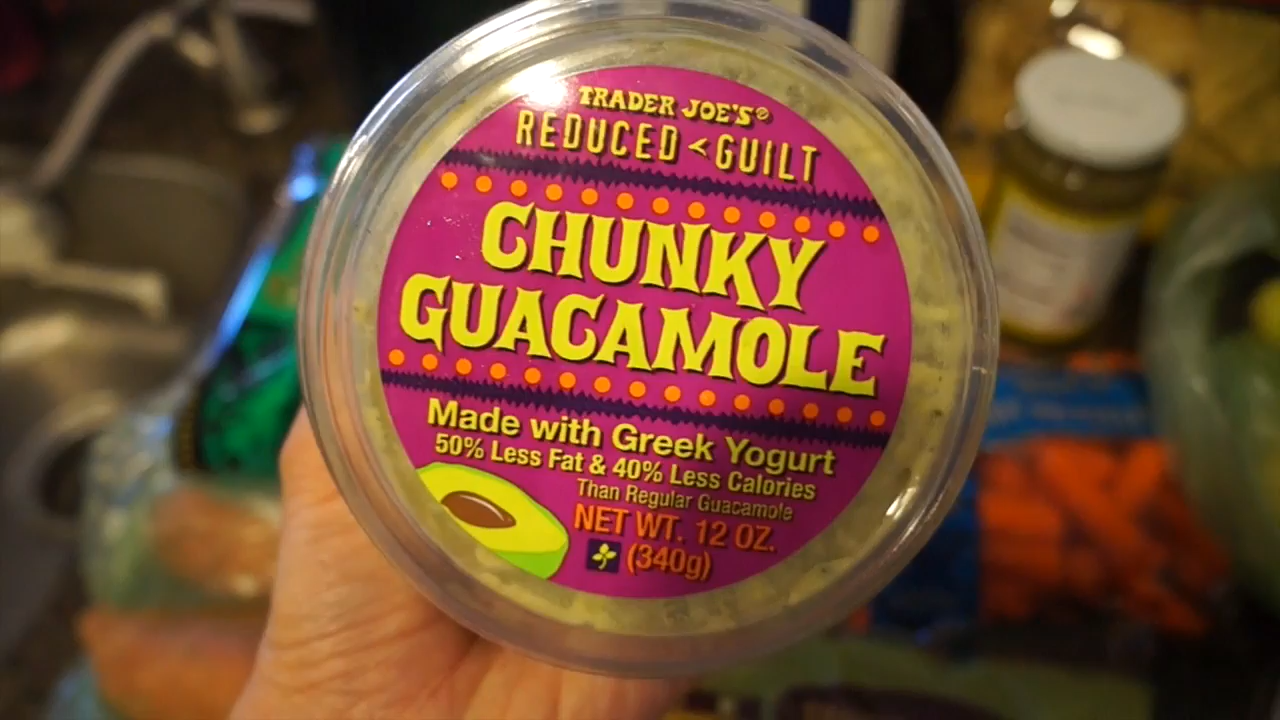 TRADER JOE'S®
REDUCED <GUILT
CHUNKY
GUACAMOLE
Made with Greek Yogurt
50% Less Fat & 40% Less Calories
Than Regular Guacamole
NET WT. 12 OZ.
(340g)